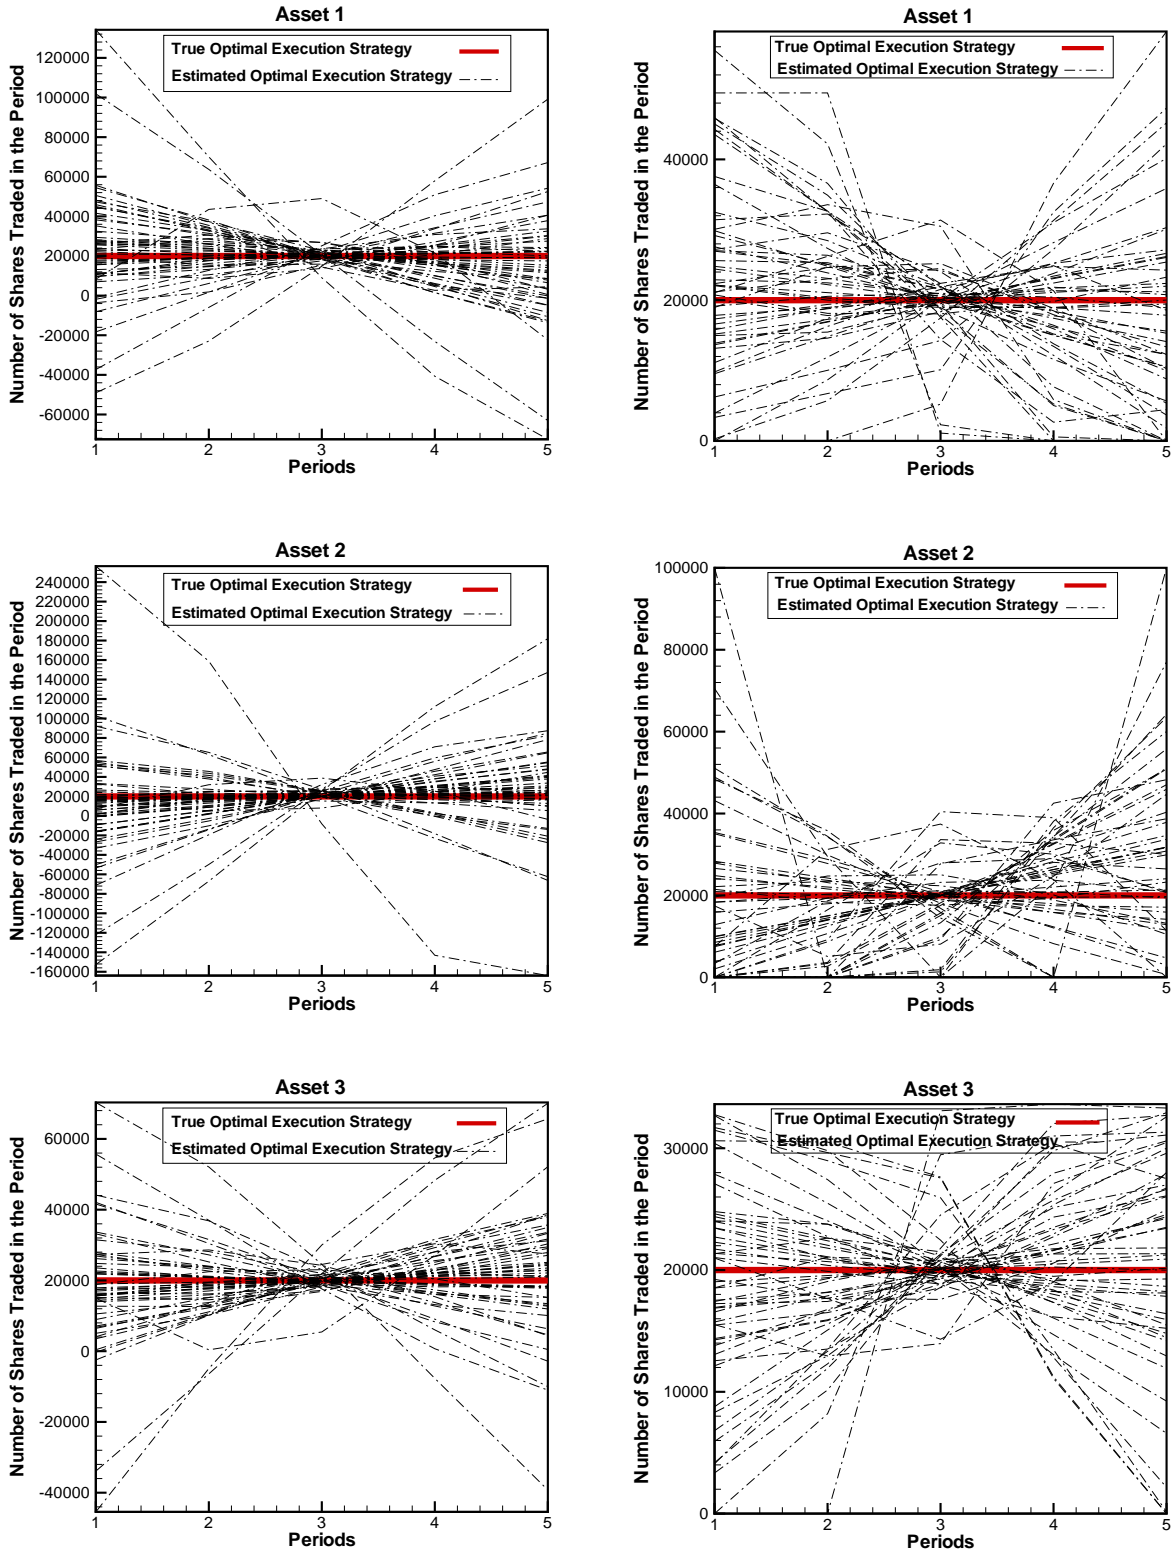 Asset 1
Number of Shares Traded in the Period
True Optimal Execution Strategy
Estimated Optimal Execution Strategy
120000
100000
80000
60000
40000
20000
0
-20000
-40000
-60000
1 2 3 4 5
Periods
Asset 1
Number of Shares Traded in the Period
True Optimal Execution Strategy
Estimated Optimal Execution Strategy
40000
20000
0
1 2 3 4 5
Periods
Asset 2
Number of Shares Traded in the Period
True Optimal Execution Strategy
Estimated Optimal Execution Strategy
240000
220000
200000
180000
160000
140000
120000
100000
80000
60000
40000
20000
0
-20000
-40000
-60000
-80000
-100000
-120000
-140000
-160000
1 2 3 4 5
Periods
Asset 2
Number of Shares Traded in the Period
True Optimal Execution Strategy
Estimated Optimal Execution Strategy
100000
80000
60000
40000
20000
0
1 2 3 4 5
Periods
Asset 3
Number of Shares Traded in the Period
True Optimal Execution Strategy
Estimated Optimal Execution Strategy
60000
40000
20000
0
-20000
-40000
1 2 3 4 5
Periods
Asset 3
Number of Shares Traded in the Period
True Optimal Execution Strategy
Estimated Optimal Execution Strategy
30000
20000
10000
0
1 2 3 4 5
Periods